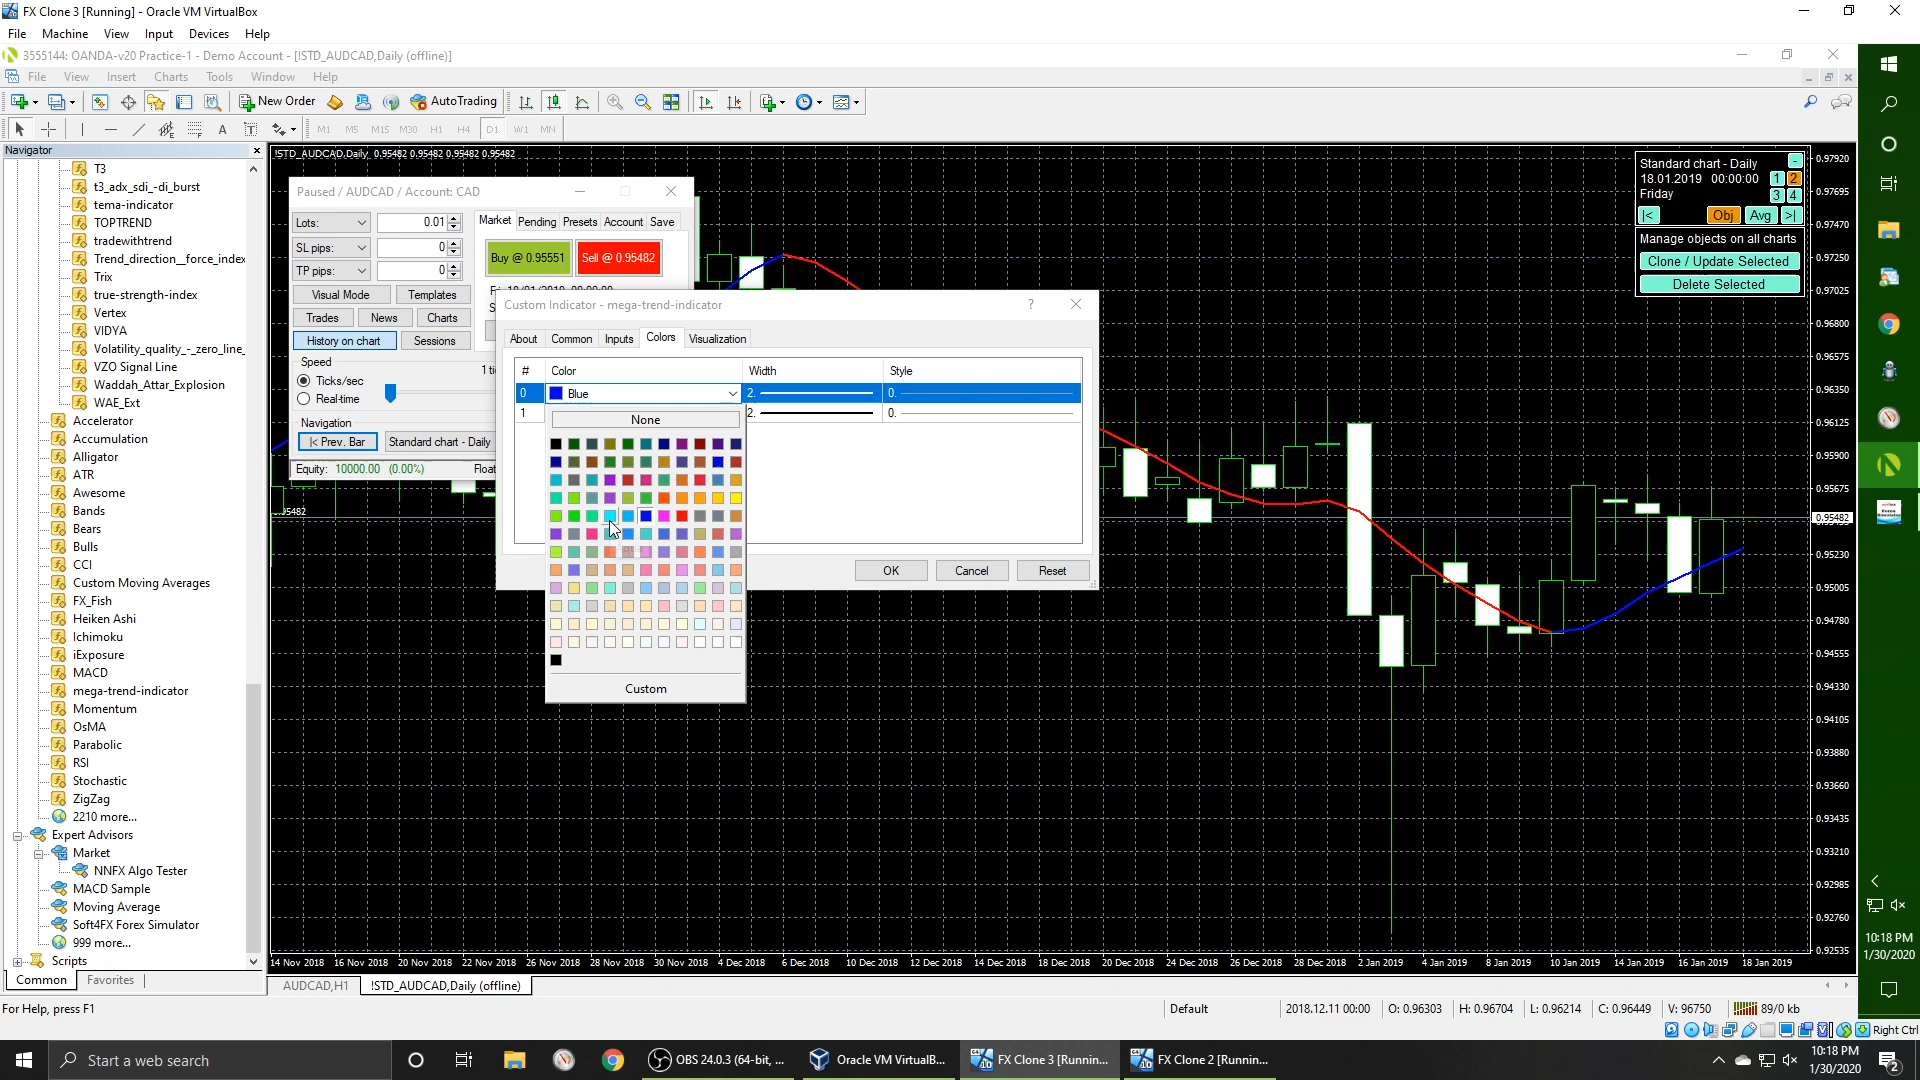 FX Clone 3 [Running] - Oracle VM VirtualBox
File Machine View Input Devices Help
3555144: OANDA-v20 Practice-1 - Demo Account - [!STD_AUDCAD,Daily (offline)]
File View Insert Charts Tools Window Help
New Order AutoTrading
M1 M5 M15 M30 H1 H4 D1 W1 MN
Navigator
T3
t3_adx_sdi_-di_burst
tema-indicator
TOPTREND
tradewithtrend
Trend_direction__force_index
Trix
true-strength-index
Vertex
VIDYA
Volatility_quality_-_zero_line_
VZO Signal Line
Waddah_Attar_Explosion
WAE_Ext
Accelerator
Accumulation
Alligator
ATR
Awesome
Bands
Bears
Bulls
CCI
Custom Moving Averages
FX_Fish
Heiken Ashi
Ichimoku
iExposure
MACD
mega-trend-indicator
Momentum
OsMA
Parabolic
RSI
Stochastic
ZigZag
2210 more...
Expert Advisors
Market
NNFX Algo Tester
MACD Sample
Moving Average
Soft4FX Forex Simulator
999 more...
Scripts
Common Favorites
!STD_AUDCAD,Daily 0.95482 0.95482 0.95482 0.95482
Paused / AUDCAD / Account: CAD
Lots: 0.01
SL pips: 0
TP pips: 0
Market Pending Presets Account Save
Buy @ 0.95551 Sell @ 0.95482
Visual Mode Templates
Trades News Charts
History on chart Sessions
Speed
Ticks/sec
Real-time
Navigation
|< Prev. Bar Standard chart - Daily
Equity: 10000.00 (0.00%) Float
Custom Indicator - mega-trend-indicator
About Common Inputs Colors Visualization
# Color Width Style
0 Blue 2. 0.
1 2. 0.
None
Custom
OK Cancel Reset
Standard chart - Daily
18.01.2019 00:00:00
Friday
- 1 2 3 4
|< Obj Avg >|
Manage objects on all charts
Clone / Update Selected
Delete Selected
0.97920
0.97695
0.97470
0.97250
0.97025
0.96800
0.96575
0.96350
0.96125
0.95900
0.95675
0.95482
0.95230
0.95005
0.94780
0.94555
0.94330
0.94105
0.93880
0.93660
0.93435
0.93210
0.92985
0.92760
0.92535
14 Nov 2018 16 Nov 2018 20 Nov 2018 22 Nov 2018 26 Nov 2018 28 Nov 2018 30 Nov 2018 4 Dec 2018 6 Dec 2018 10 Dec 2018 12 Dec 2018 14 Dec 2018 18 Dec 2018 20 Dec 2018 24 Dec 2018 26 Dec 2018 28 Dec 2018 2 Jan 2019 4 Jan 2019 8 Jan 2019 10 Jan 2019 14 Jan 2019 16 Jan 2019 18 Jan 2019
AUDCAD,H1 !STD_AUDCAD,Daily (offline)
For Help, press F1 Default 2018.12.11 00:00 O: 0.96303 H: 0.96704 L: 0.96214 C: 0.96449 V: 96750 89/0 kb
10:18 PM
1/30/2020
Right Ctrl
Start a web search
OBS 24.0.3 (64-bit, ...
Oracle VM VirtualB...
FX Clone 3 [Runnin...
FX Clone 2 [Runnin...
10:18 PM
1/30/2020
2